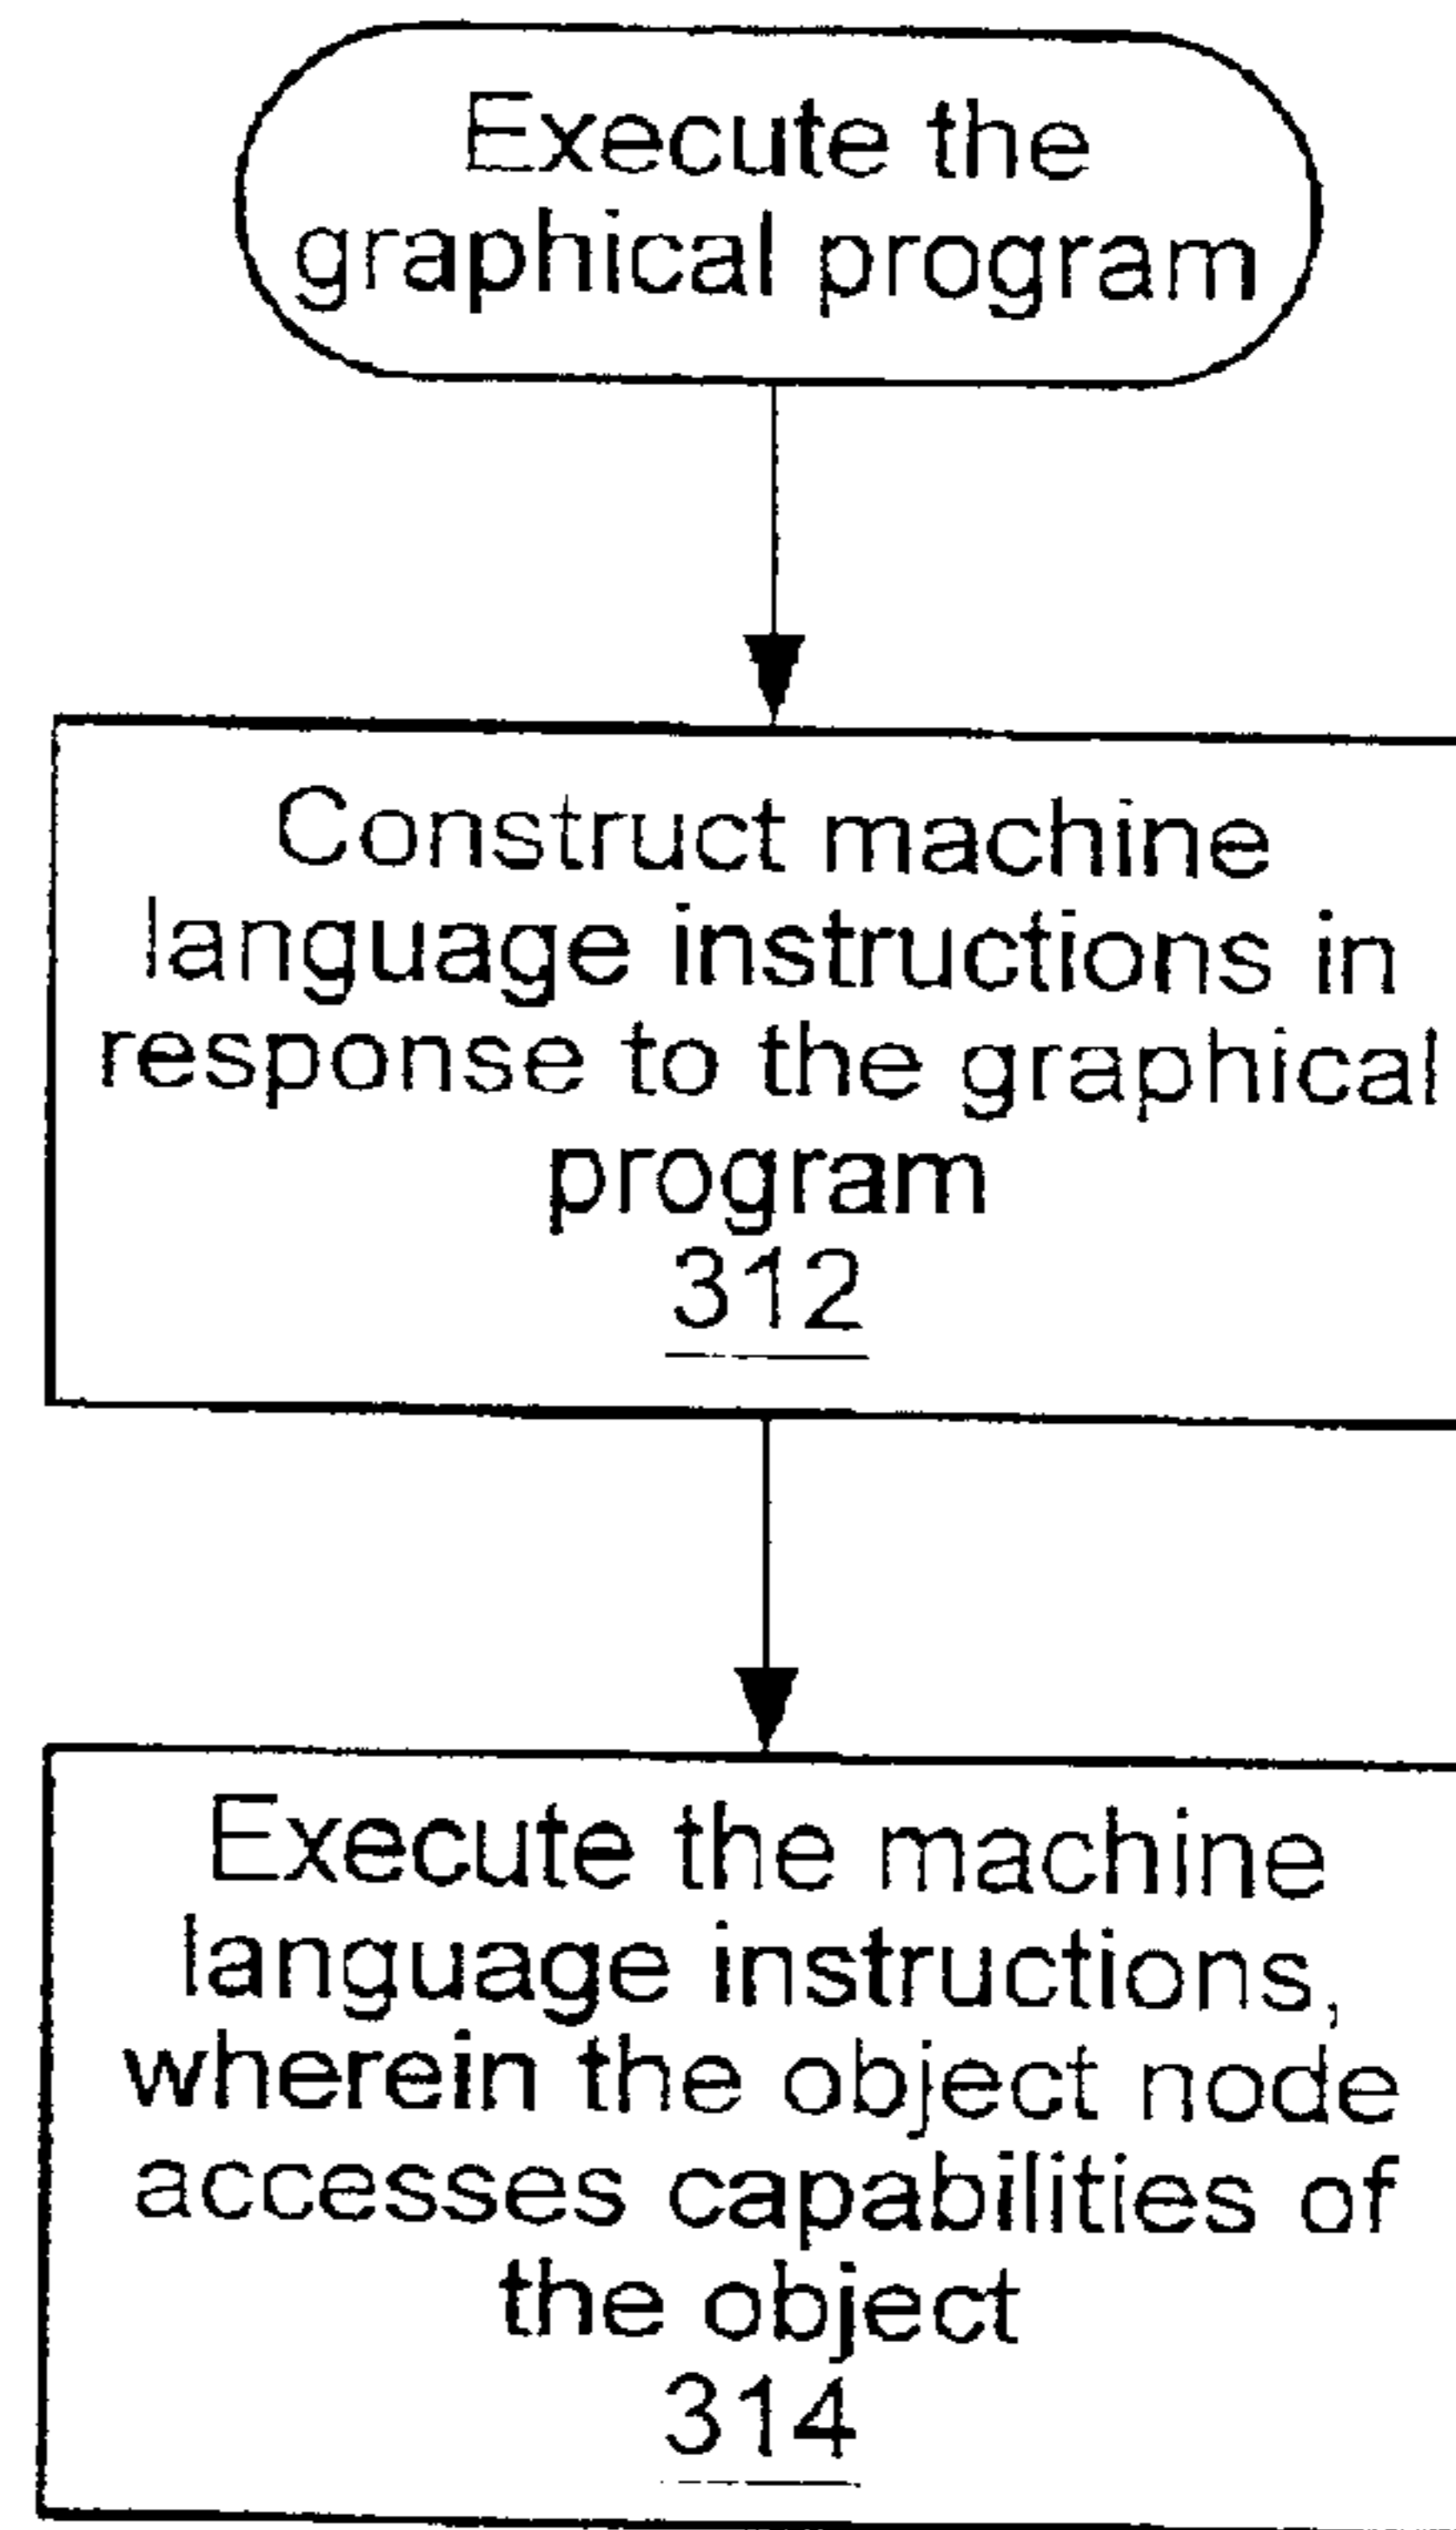 Execute the
graphical program
Construct machine
language instructions in
response to the graphical
program
312
Execute the machine
language instructions,
wherein the object node
accesses capabilities of
the object
314